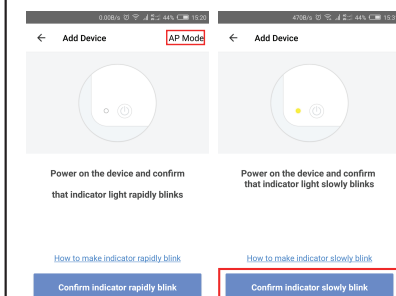 0.00B/s 44% 15:20
Add Device AP Mode
Power on the device and confirm
that indicator light rapidly blinks
How to make indicator rapidly blink
Confirm indicator rapidly blink
470B/s 44% 15:3
Add Device
Power on the device and confirm
that indicator light slowly blinks
How to make indicator slowly blink
Confirm indicator slowly blink